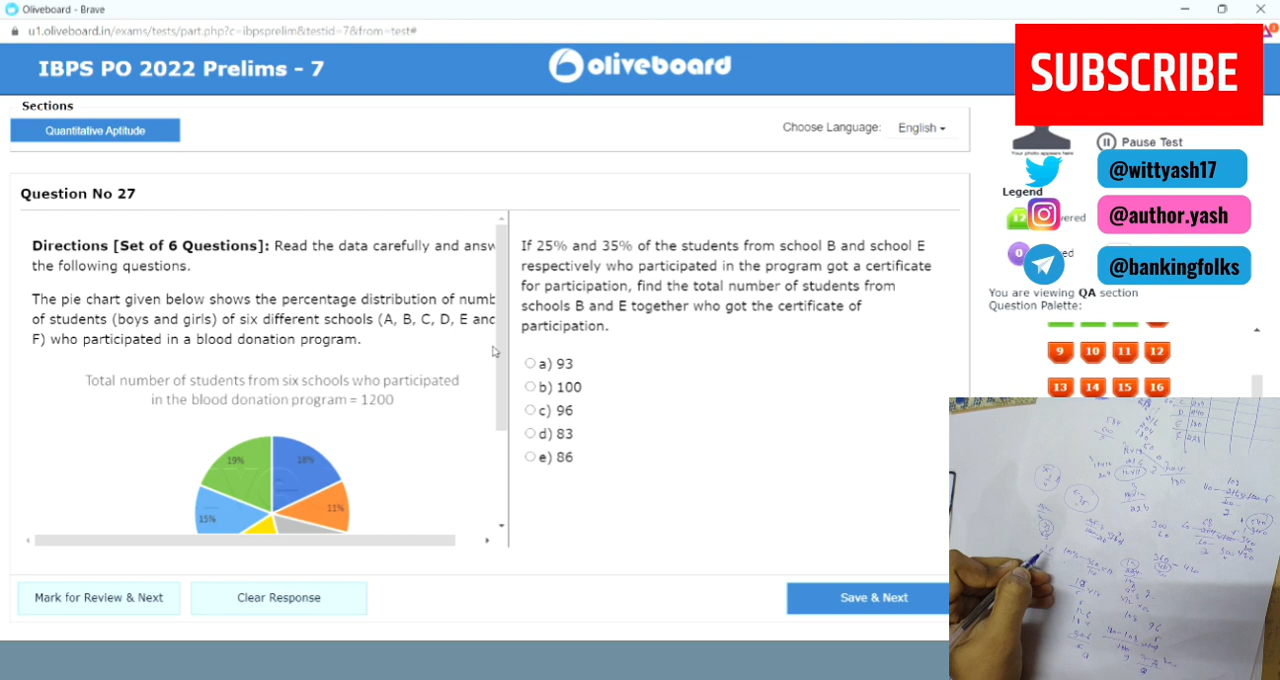 Oliveboard - Brave
u1.oliveboard.in/exams/tests/part.php?c=ibpsprelim&testid=7&from=test#
IBPS PO 2022 Prelims - 7
oliveboard
SUBSCRIBE
Sections
Quantitative Aptitude
Choose Language: English
Your photo appears here
Pause Test
@wittyash17
Legend
12
ered
@author.yash
0
ed
@bankingfolks
You are viewing QA section
Question Palette:
9 10 11 12
13 14 15 16
Question No 27
Directions [Set of 6 Questions]: Read the data carefully and answ
the following questions.
The pie chart given below shows the percentage distribution of numb
of students (boys and girls) of six different schools (A, B, C, D, E and
F) who participated in a blood donation program.
Total number of students from six schools who participated
in the blood donation program = 1200
19%
18%
11%
15%
If 25% and 35% of the students from school B and school E
respectively who participated in the program got a certificate
for participation, find the total number of students from
schools B and E together who got the certificate of
participation.
a) 93
b) 100
c) 96
d) 83
e) 86
Mark for Review & Next
Clear Response
Save & Next